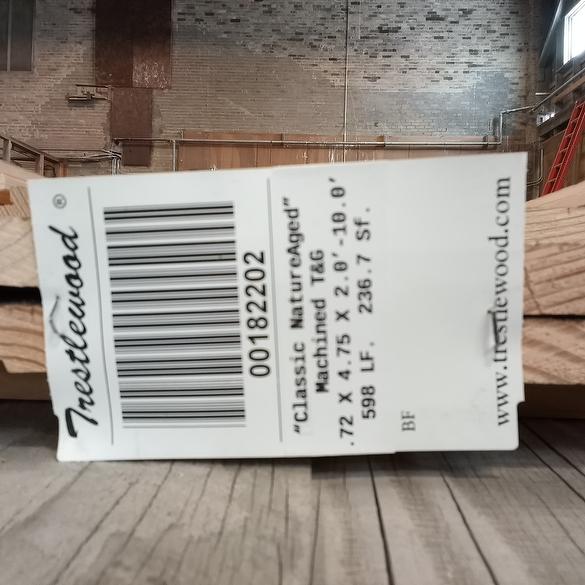 Trestlewood ®
00182202
"Classic NatureAged"
Machined T&G
.72 X 4.75 X 2.0'-10.0'
598 LF. 236.7 Sf.
BF
www.trestlewood.com